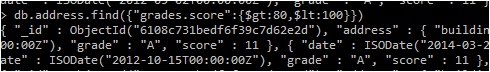 > db.address.find({"grades.score":{$gt:80,$lt:100}})
{ "_id" : ObjectId("6108c731bedf6f39c7d62e2d"), "address" : { "buildin
00:00Z"), "grade" : "A", "score" : 11 }, { "date" : ISODate("2014-03-2
ate" : ISODate("2012-10-15T00:00:00Z"), "grade" : "A", "score" : 11 },